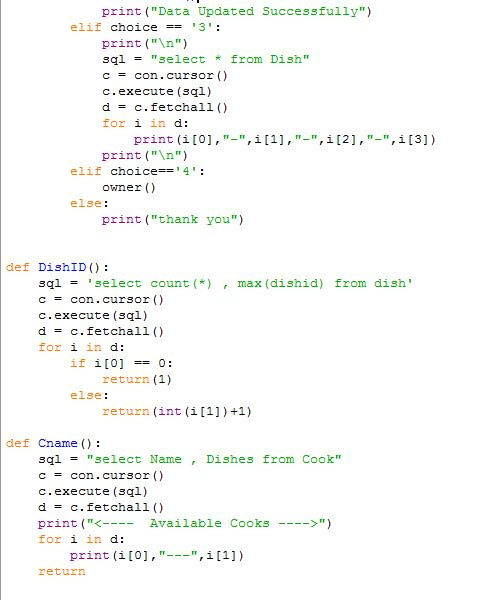 print("Data Updated Successfully")
elif choice == '3':
print("\n")
sql = "select * from Dish"
c = con.cursor()
c.execute(sql)
d = c.fetchall()
for i in d:
print(i[0],"-",i[1],"-",i[2],"-",i[3])
print("\n")
elif choice=='4':
owner()
else:
print("thank you")
def DishID():
sql = 'select count(*) , max(dishid) from dish'
c = con.cursor()
c.execute(sql)
d = c.fetchall()
for i in d:
if i[0] == 0:
return(1)
else:
return(int(i[1])+1)
def Cname():
sql = "select Name , Dishes from Cook"
c = con.cursor()
c.execute(sql)
d = c.fetchall()
print("<----  Available Cooks ---->")
for i in d:
print(i[0],"---",i[1])
return